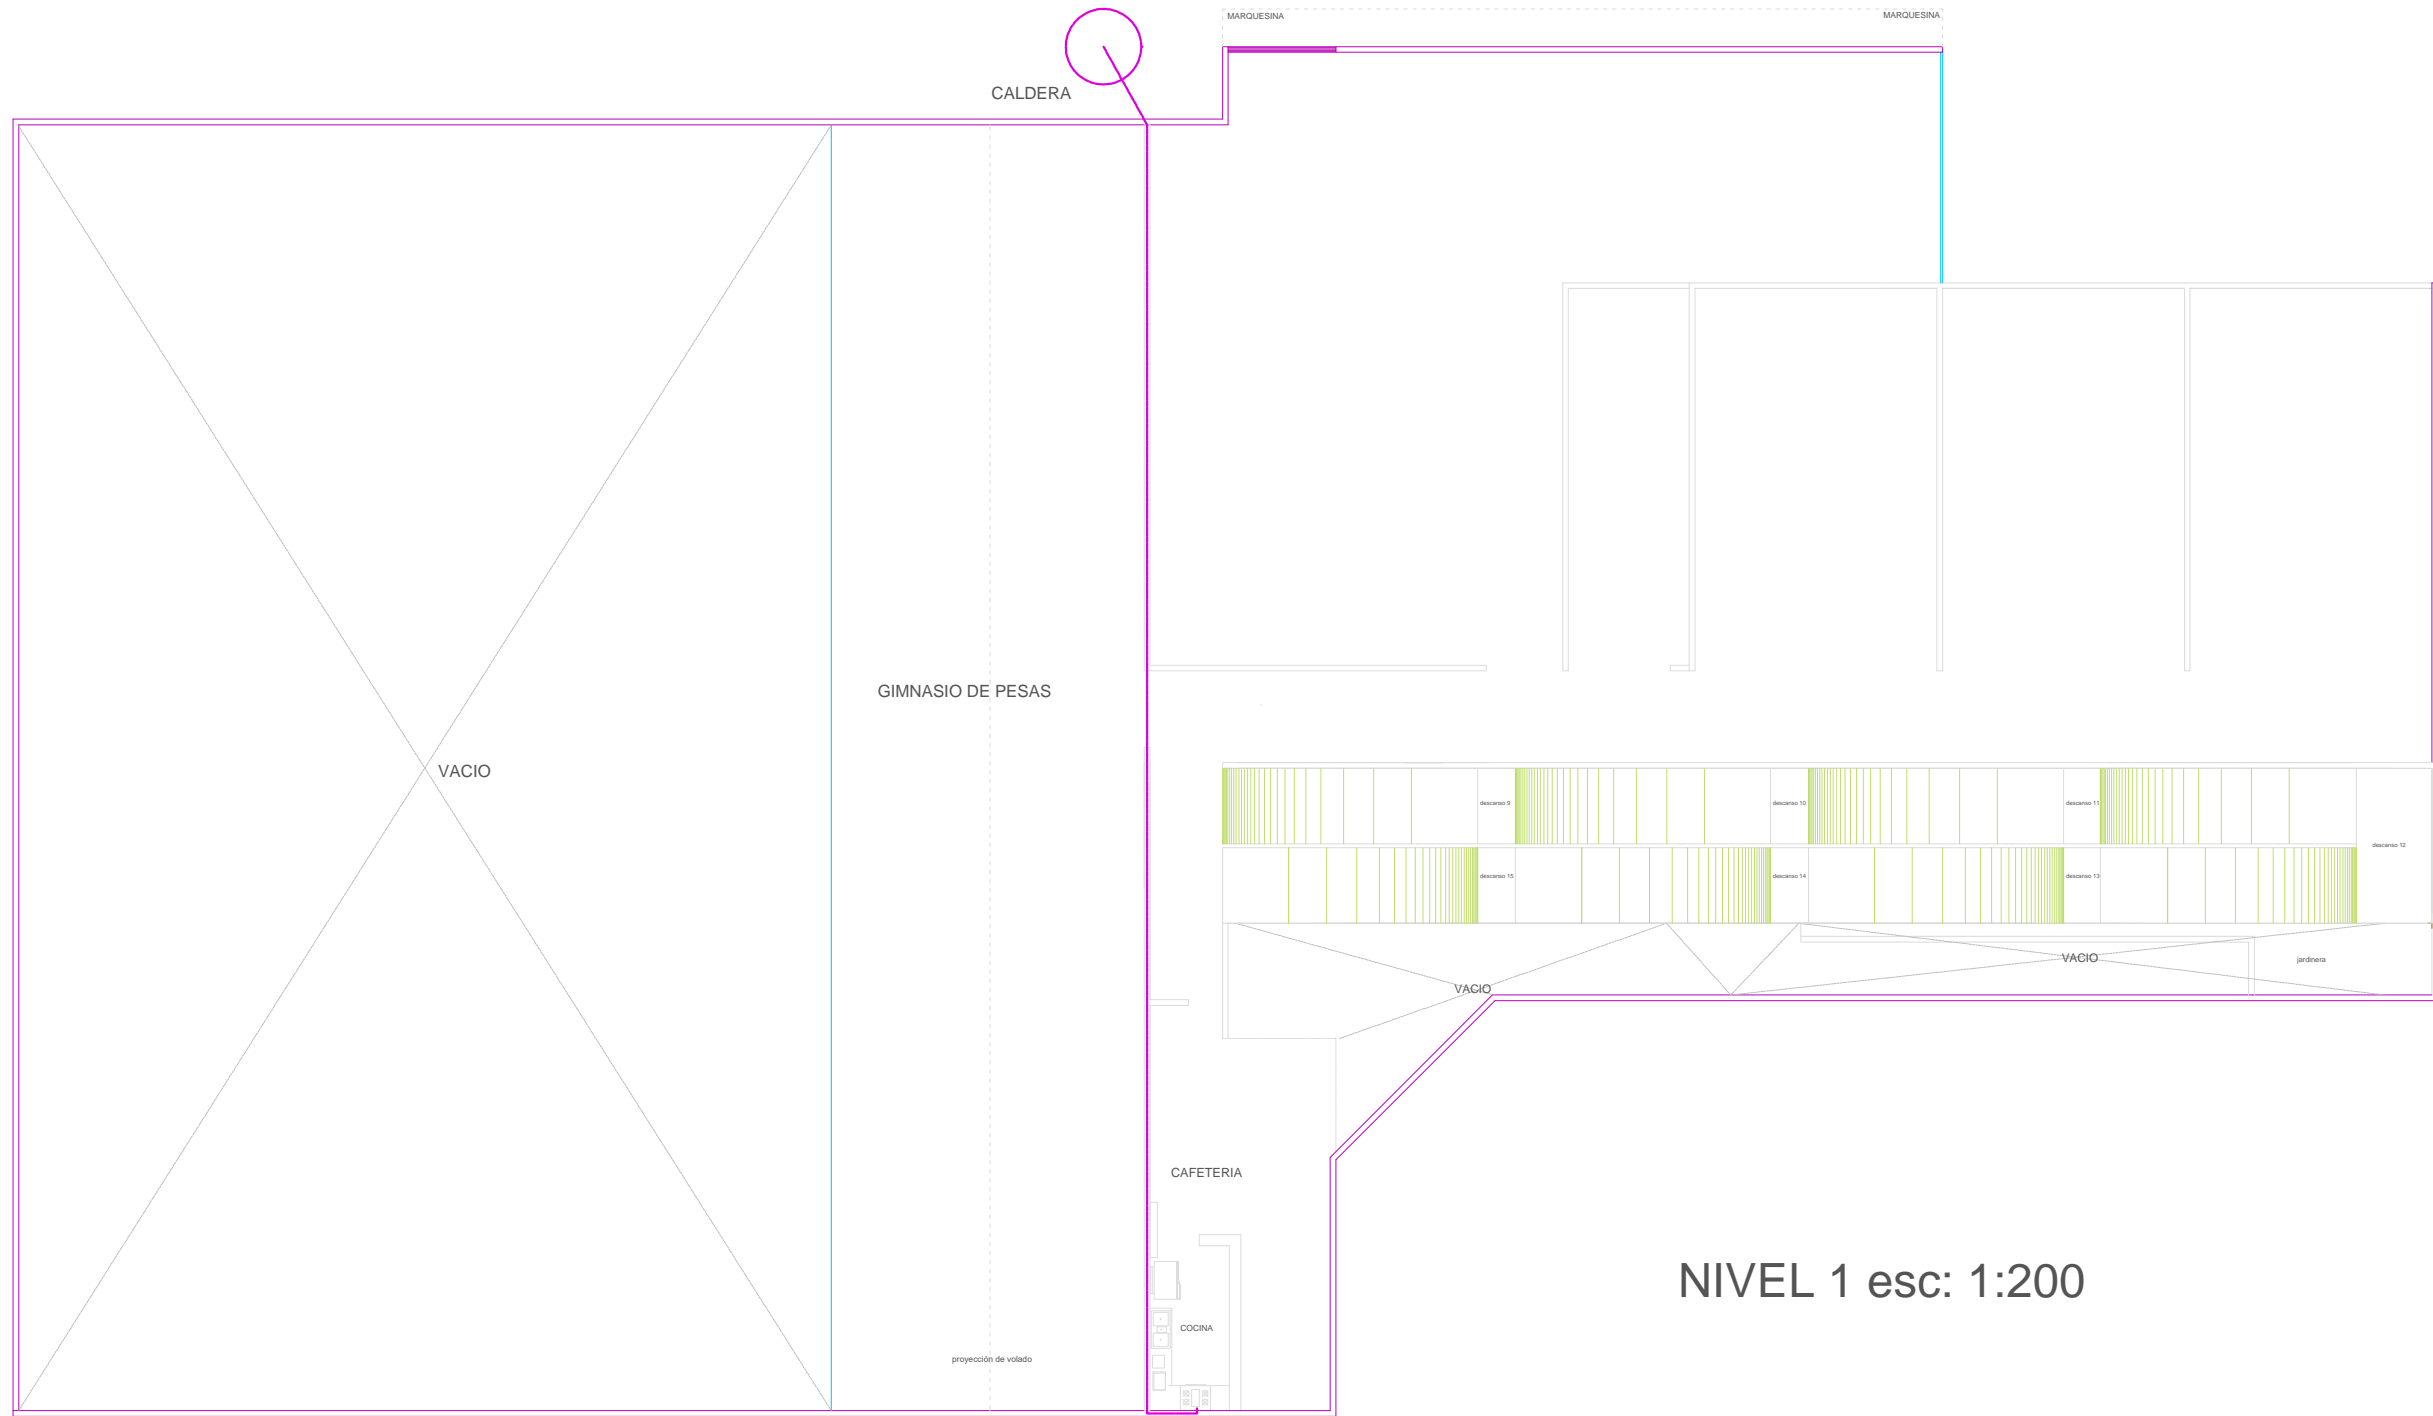 MARQUESINA
MARQUESINA
CALDERA
GIMNASIO DE PESAS
VACIO
descanso 9
descanso 10
descanso 11
descanso 12
descanso 15
descanso 14
descanso 13
VACIO
jardinera
VACIO
CAFETERIA
NIVEL 1 esc: 1:200
COCINA
proyección de volado